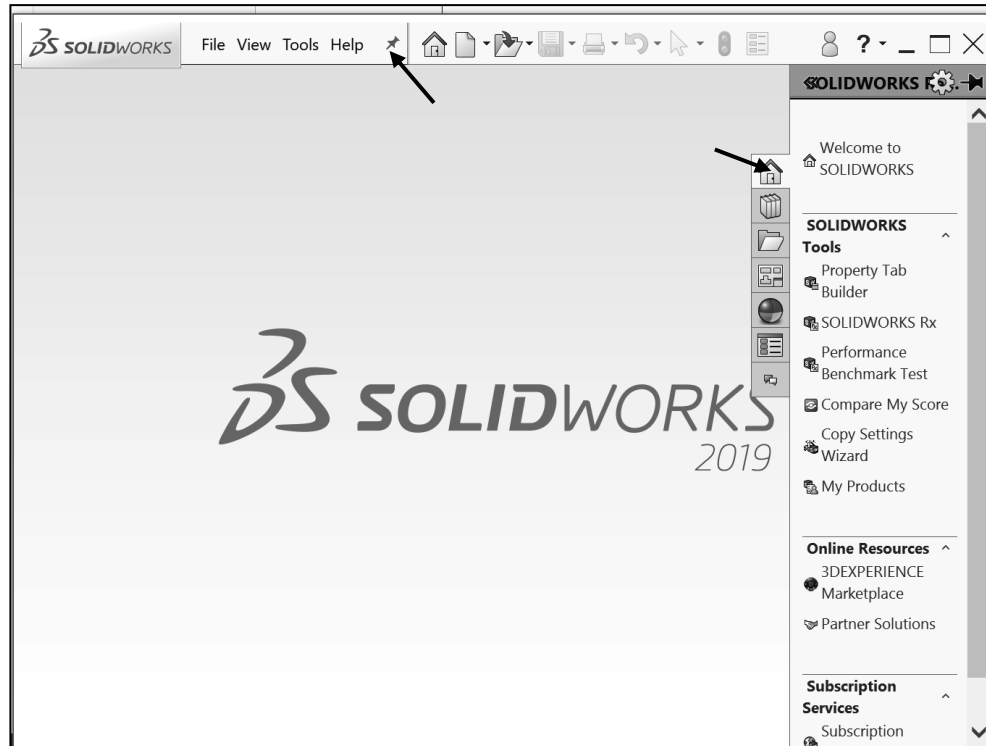 SOLIDWORKS
File View Tools Help
?
SOLIDWORKS R
Welcome to
SOLIDWORKS
SOLIDWORKS
Tools
Property Tab
Builder
SOLIDWORKS Rx
Performance
Benchmark Test
Compare My Score
Copy Settings
Wizard
My Products
Online Resources
3DEXPERIENCE
Marketplace
Partner Solutions
Subscription
Services
Subscription
SOLIDWORKS
2019